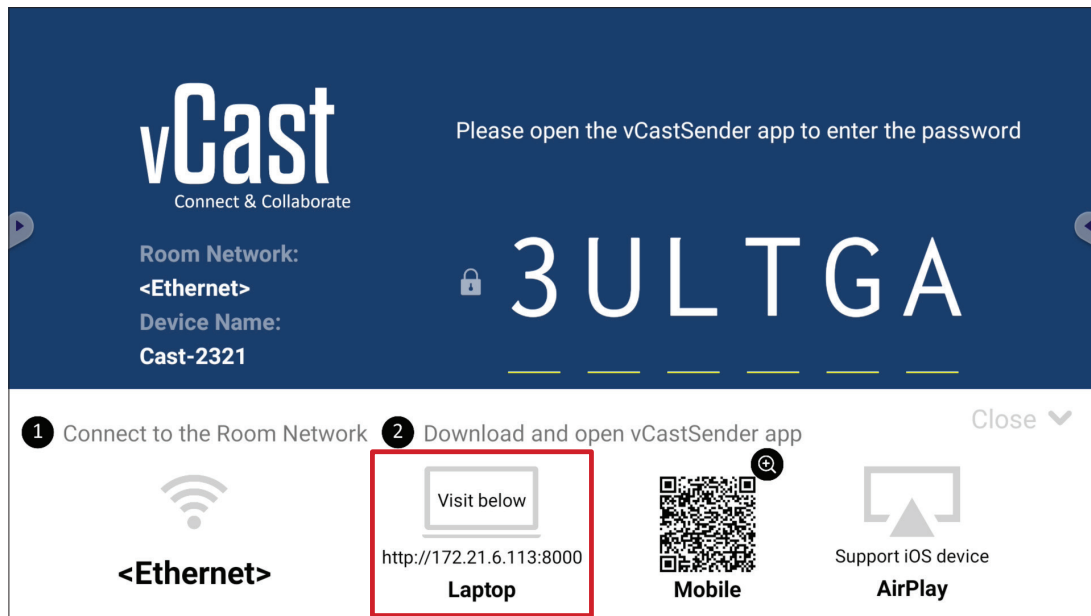 vCast
Connect & Collaborate
Please open the vCastSender app to enter the password
Room Network:
<Ethernet>
Device Name:
Cast-2321
3ULTGA
1 Connect to the Room Network
2 Download and open vCastSender app
Close
<Ethernet>
Visit below
http://172.21.6.113:8000
Laptop
Mobile
Support iOS device
AirPlay